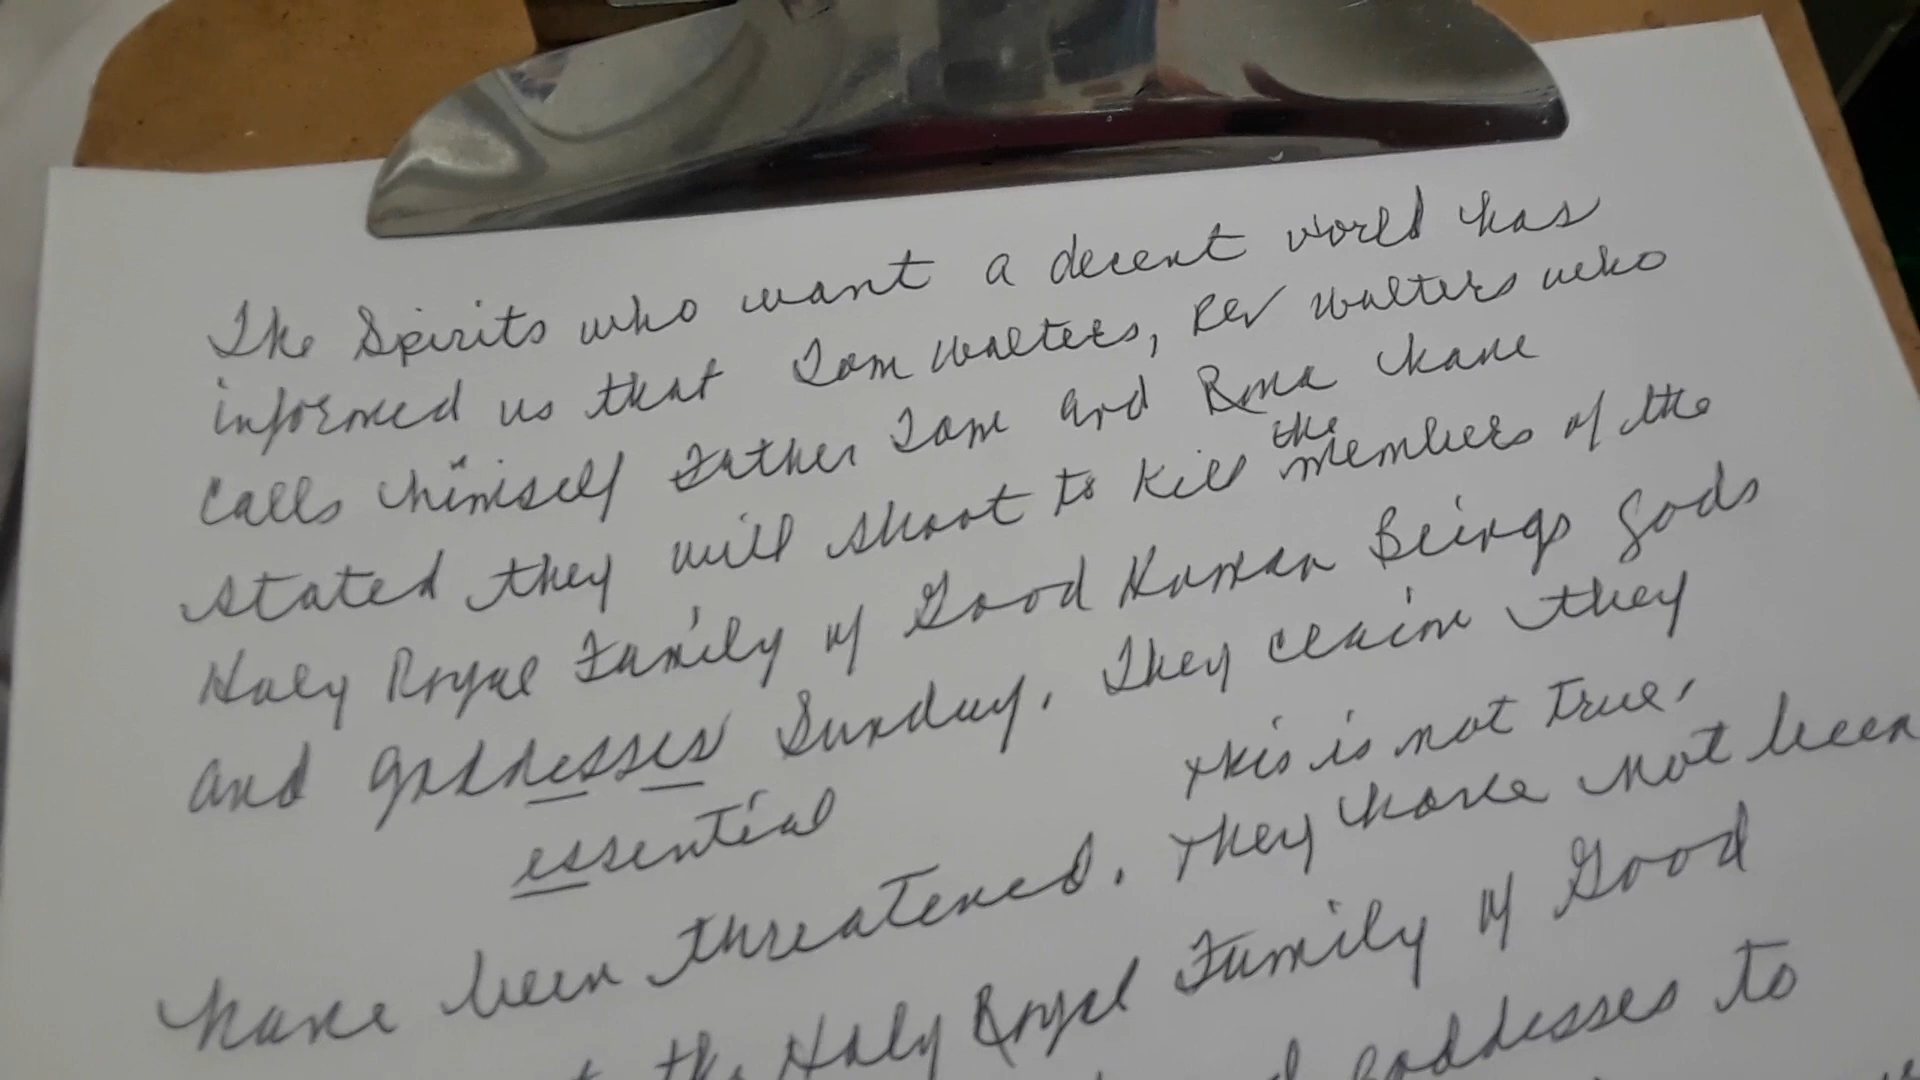 The Spirits who want a decent world has
informed us that Tom Walters, Rev Walters who
calls himself Father Tom and Rona have
the
stated they will shoot to kill members of the
Holy Royal Family of Good Human Beings gods
and goddesses Sunday. They claim they
essential
this is not true,
have been threatened. They have not been
the Holy Royal Family of Good
goddesses to